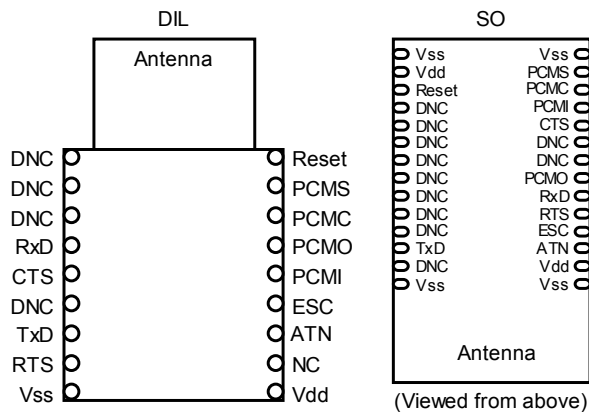 DIL
Antenna
DNC Reset
DNC PCMS
DNC PCMC
RxD PCMO
CTS PCMI
DNC ESC
TxD ATN
RTS NC
Vss Vdd
SO
Vss Vss
Vdd PCMS
Reset PCMC
DNC PCMI
DNC CTS
DNC DNC
DNC DNC
DNC PCMO
DNC RxD
DNC RTS
DNC ESC
TxD ATN
DNC Vdd
Vss Vss
Antenna
(Viewed from above)